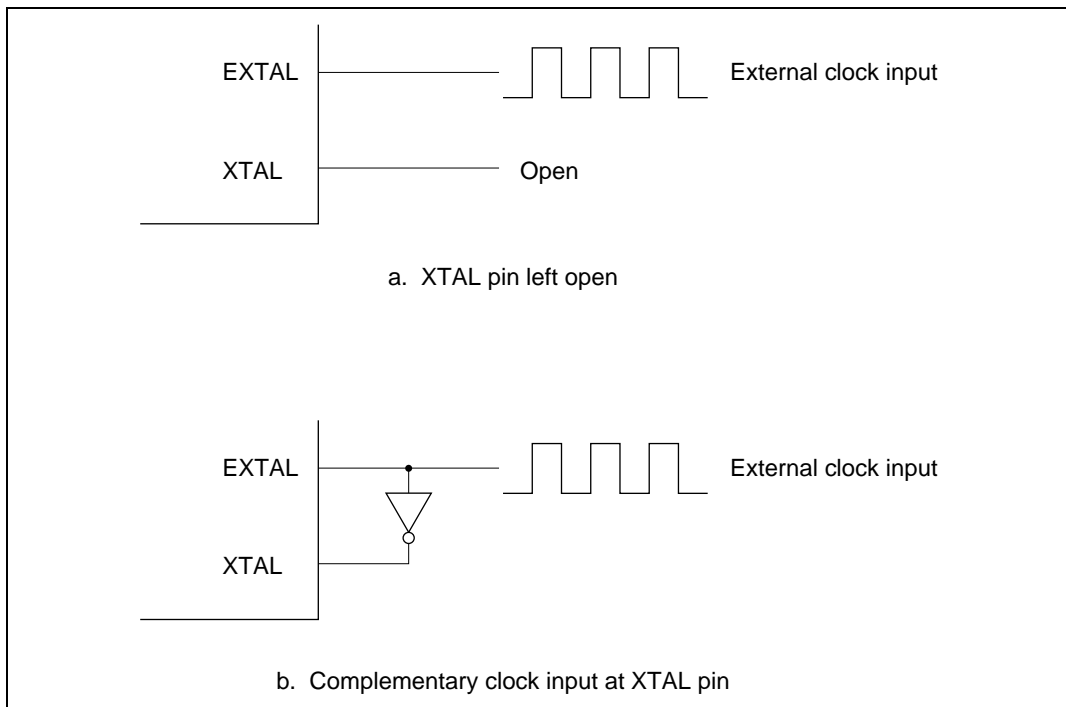 EXTAL
External clock input
XTAL
Open
a. XTAL pin left open
EXTAL
External clock input
XTAL
b. Complementary clock input at XTAL pin